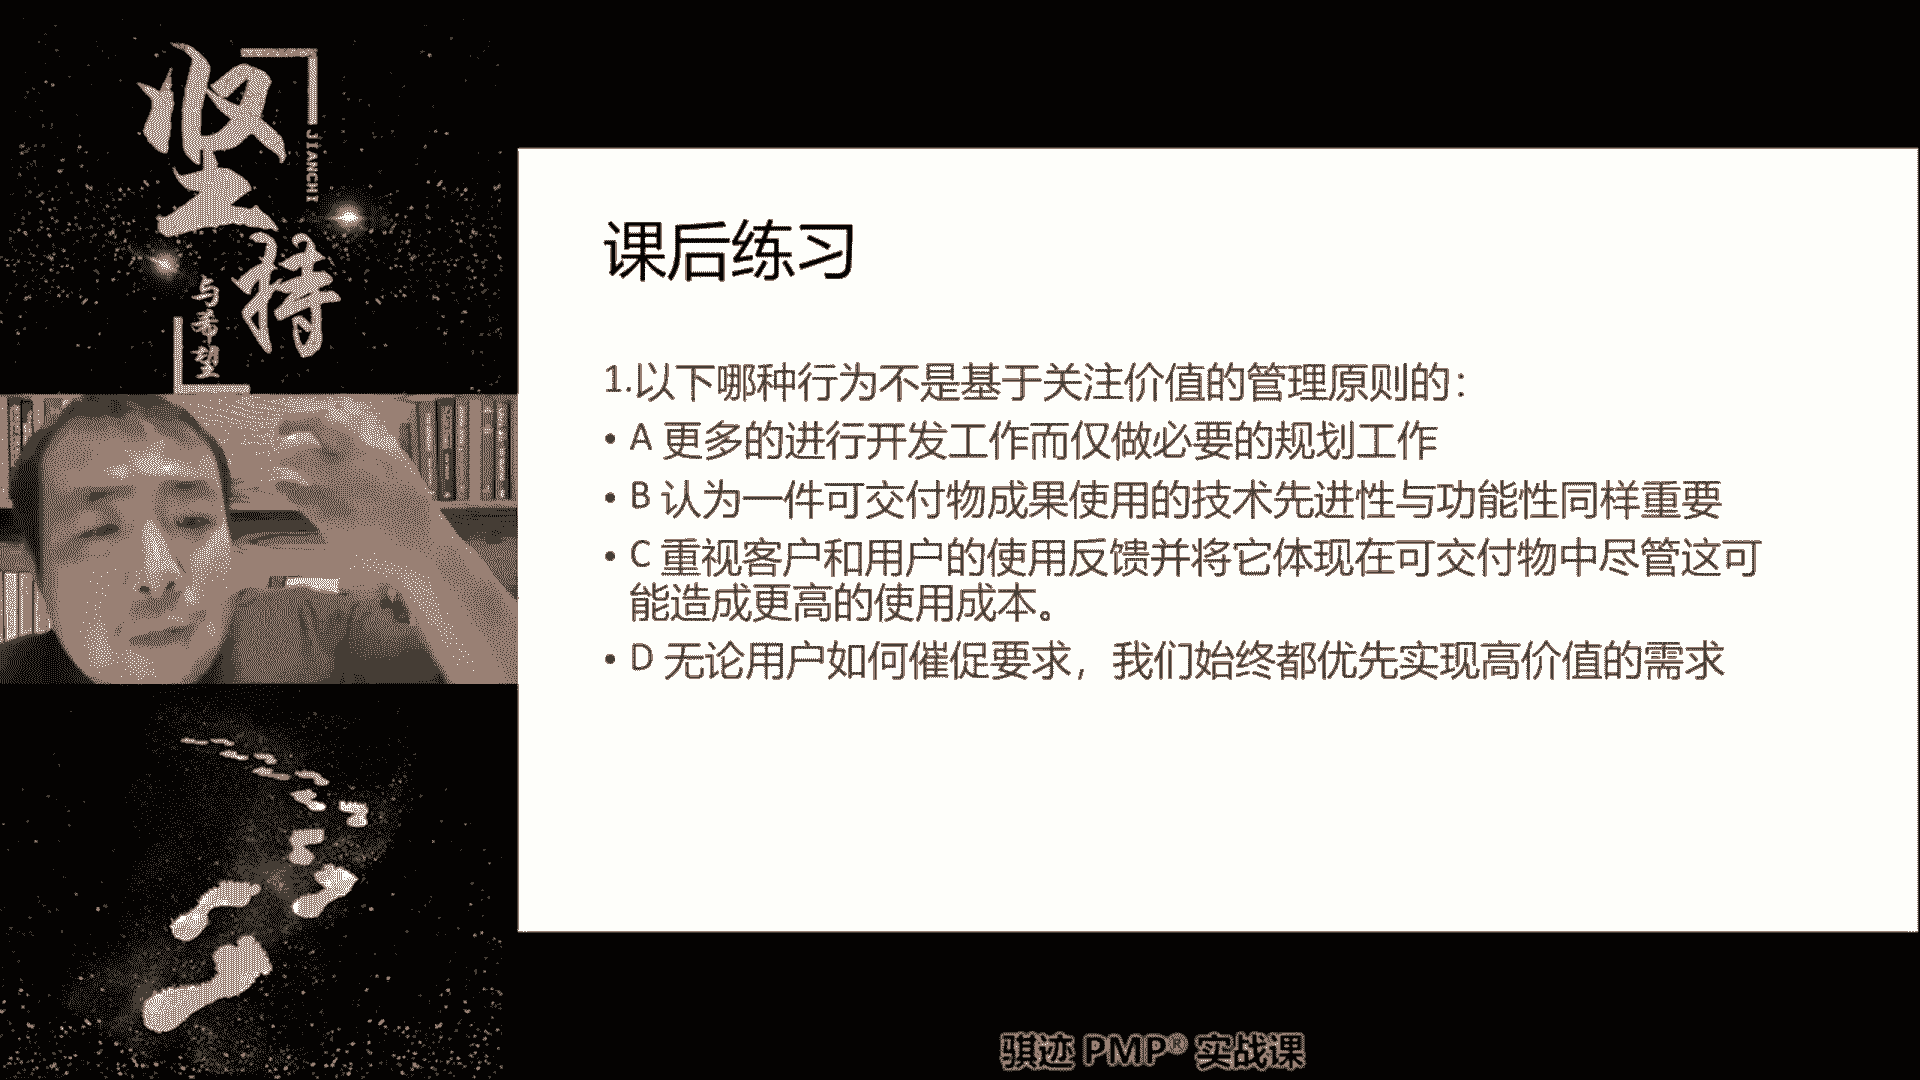 坚持
JIANCHI
与希望
课后练习
1.以下哪种行为不是基于关注价值的管理原则的：
• A 更多的进行开发工作而仅做必要的规划工作
• B 认为一件可交付物成果使用的技术先进性与功能性同样重要
• C 重视客户和用户的使用反馈并将它体现在可交付物中尽管这可
能造成更高的使用成本。
• D 无论用户如何催促要求，我们始终都优先实现高价值的需求
骐迹 PMP® 实战课